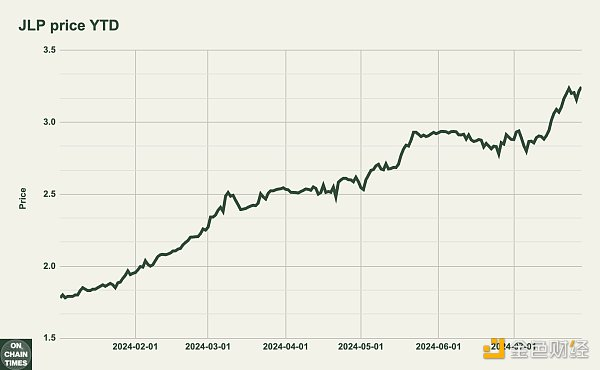 JLP price YTD
3.5
3.0
2.5
2.0
1.5
Price
2024-02-01
2024-03-01
2024-04-01
2024-05-01
2024-06-01
2024-07-01
ON
CHAIN
TIMES
金色财经